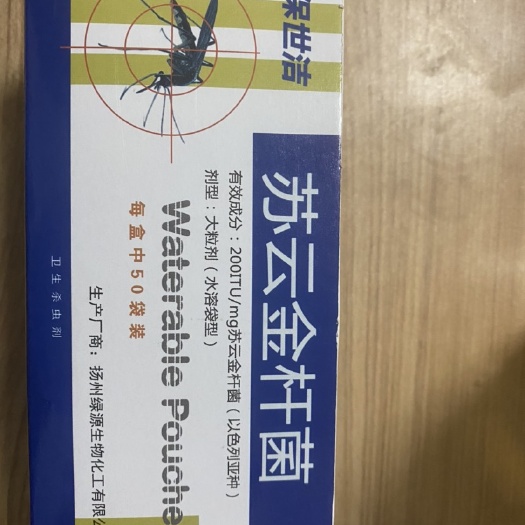 保世洁
苏云金杆菌
有效成分：200ITU/mg苏云金杆菌（以色列亚种）
剂型：大粒剂（水溶袋型）
Waterable Pouche
每盒中50袋装
生产厂商：扬州绿源生物化工有限公
卫生杀虫剂